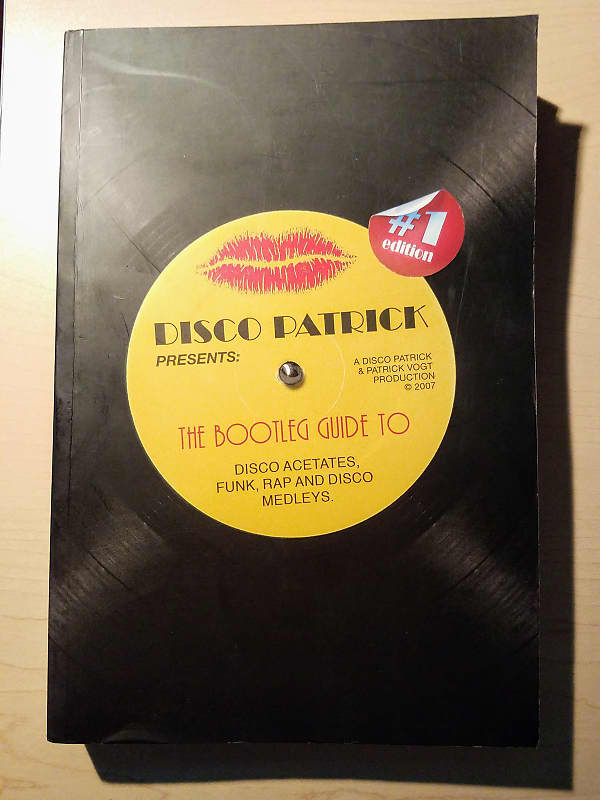 #1
edition
DISCO PATRICK
PRESENTS:
A DISCO PATRICK
& PATRICK VOGT
PRODUCTION
© 2007
THE BOOTLEG GUIDE TO
DISCO ACETATES,
FUNK, RAP AND DISCO
MEDLEYS.